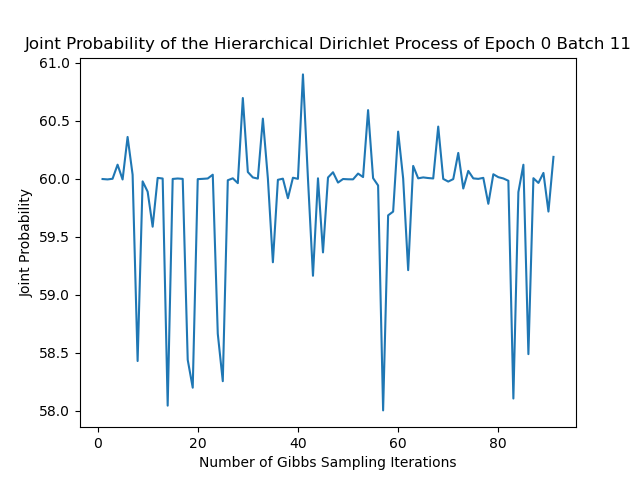 Joint Probability of the Hierarchical Dirichlet Process of Epoch 0 Batch 11
61.0
60.5
60.0
59.5
59.0
58.5
58.0
Joint Probability
0 20 40 60 80
Number of Gibbs Sampling Iterations